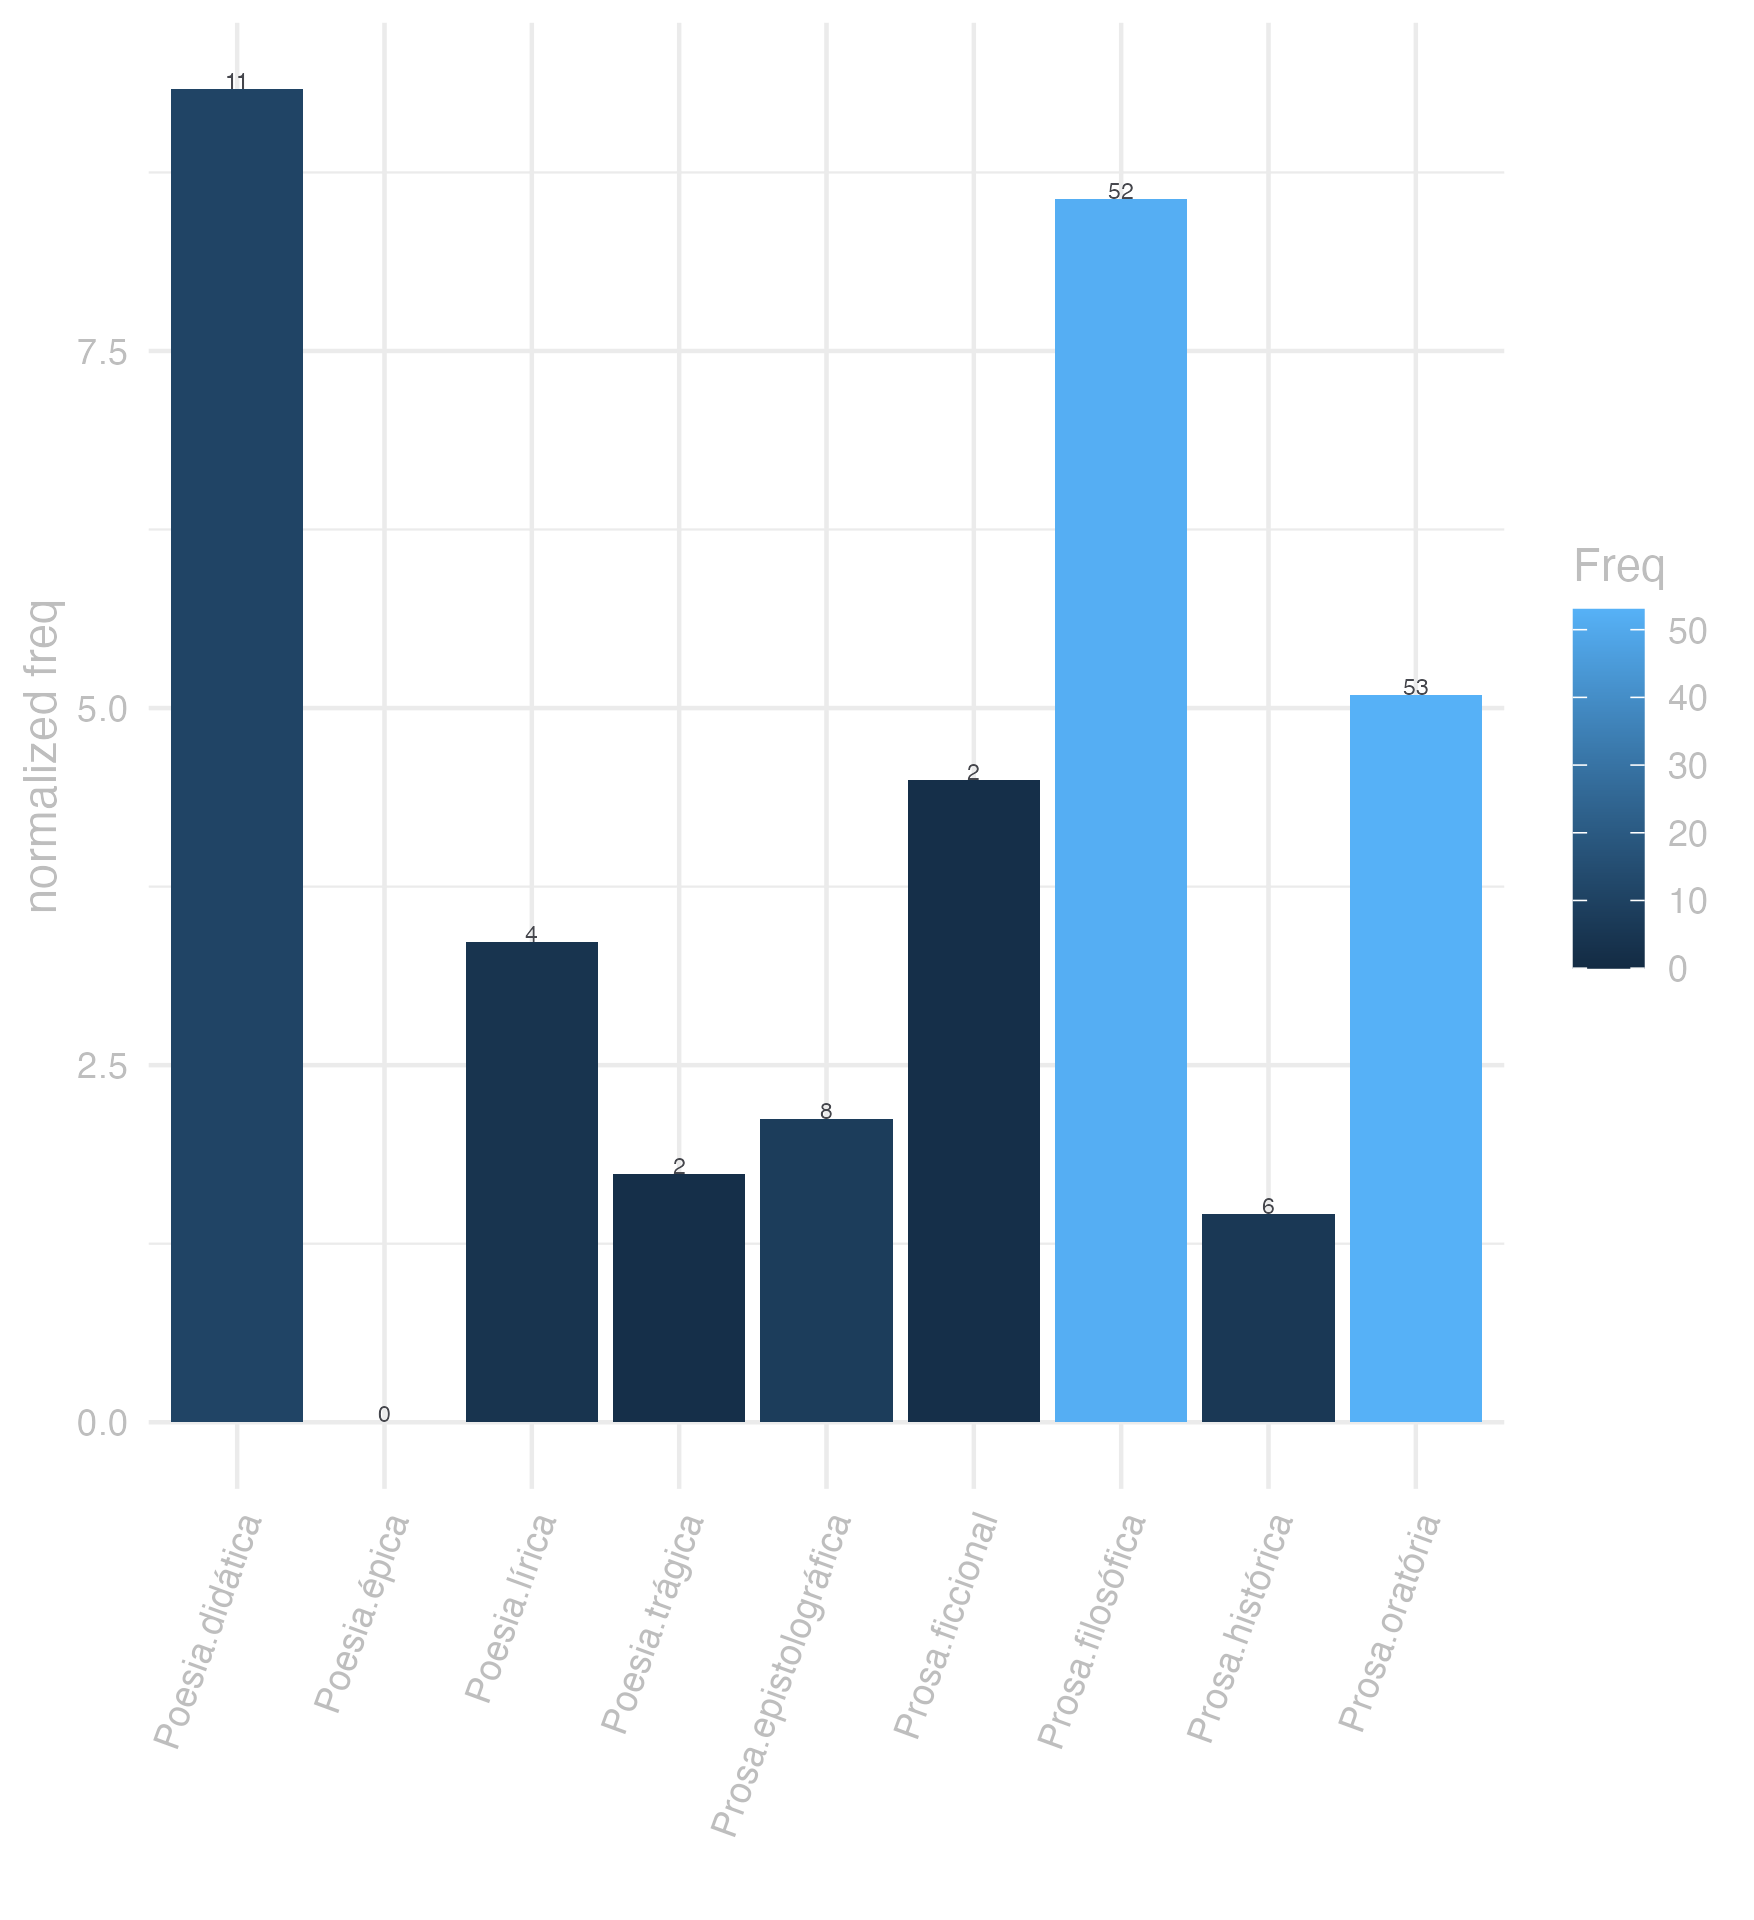 11
52
53
2
4
8
2
6
0
normalized freq
7.5
5.0
2.5
0.0
Poesia.didática
Poesia.épica
Poesia.lírica
Poesia.trágica
Prosa.epistolográfica
Prosa.ficcional
Prosa.filosófica
Prosa.histórica
Prosa.oratória
Freq
50
40
30
20
10
0